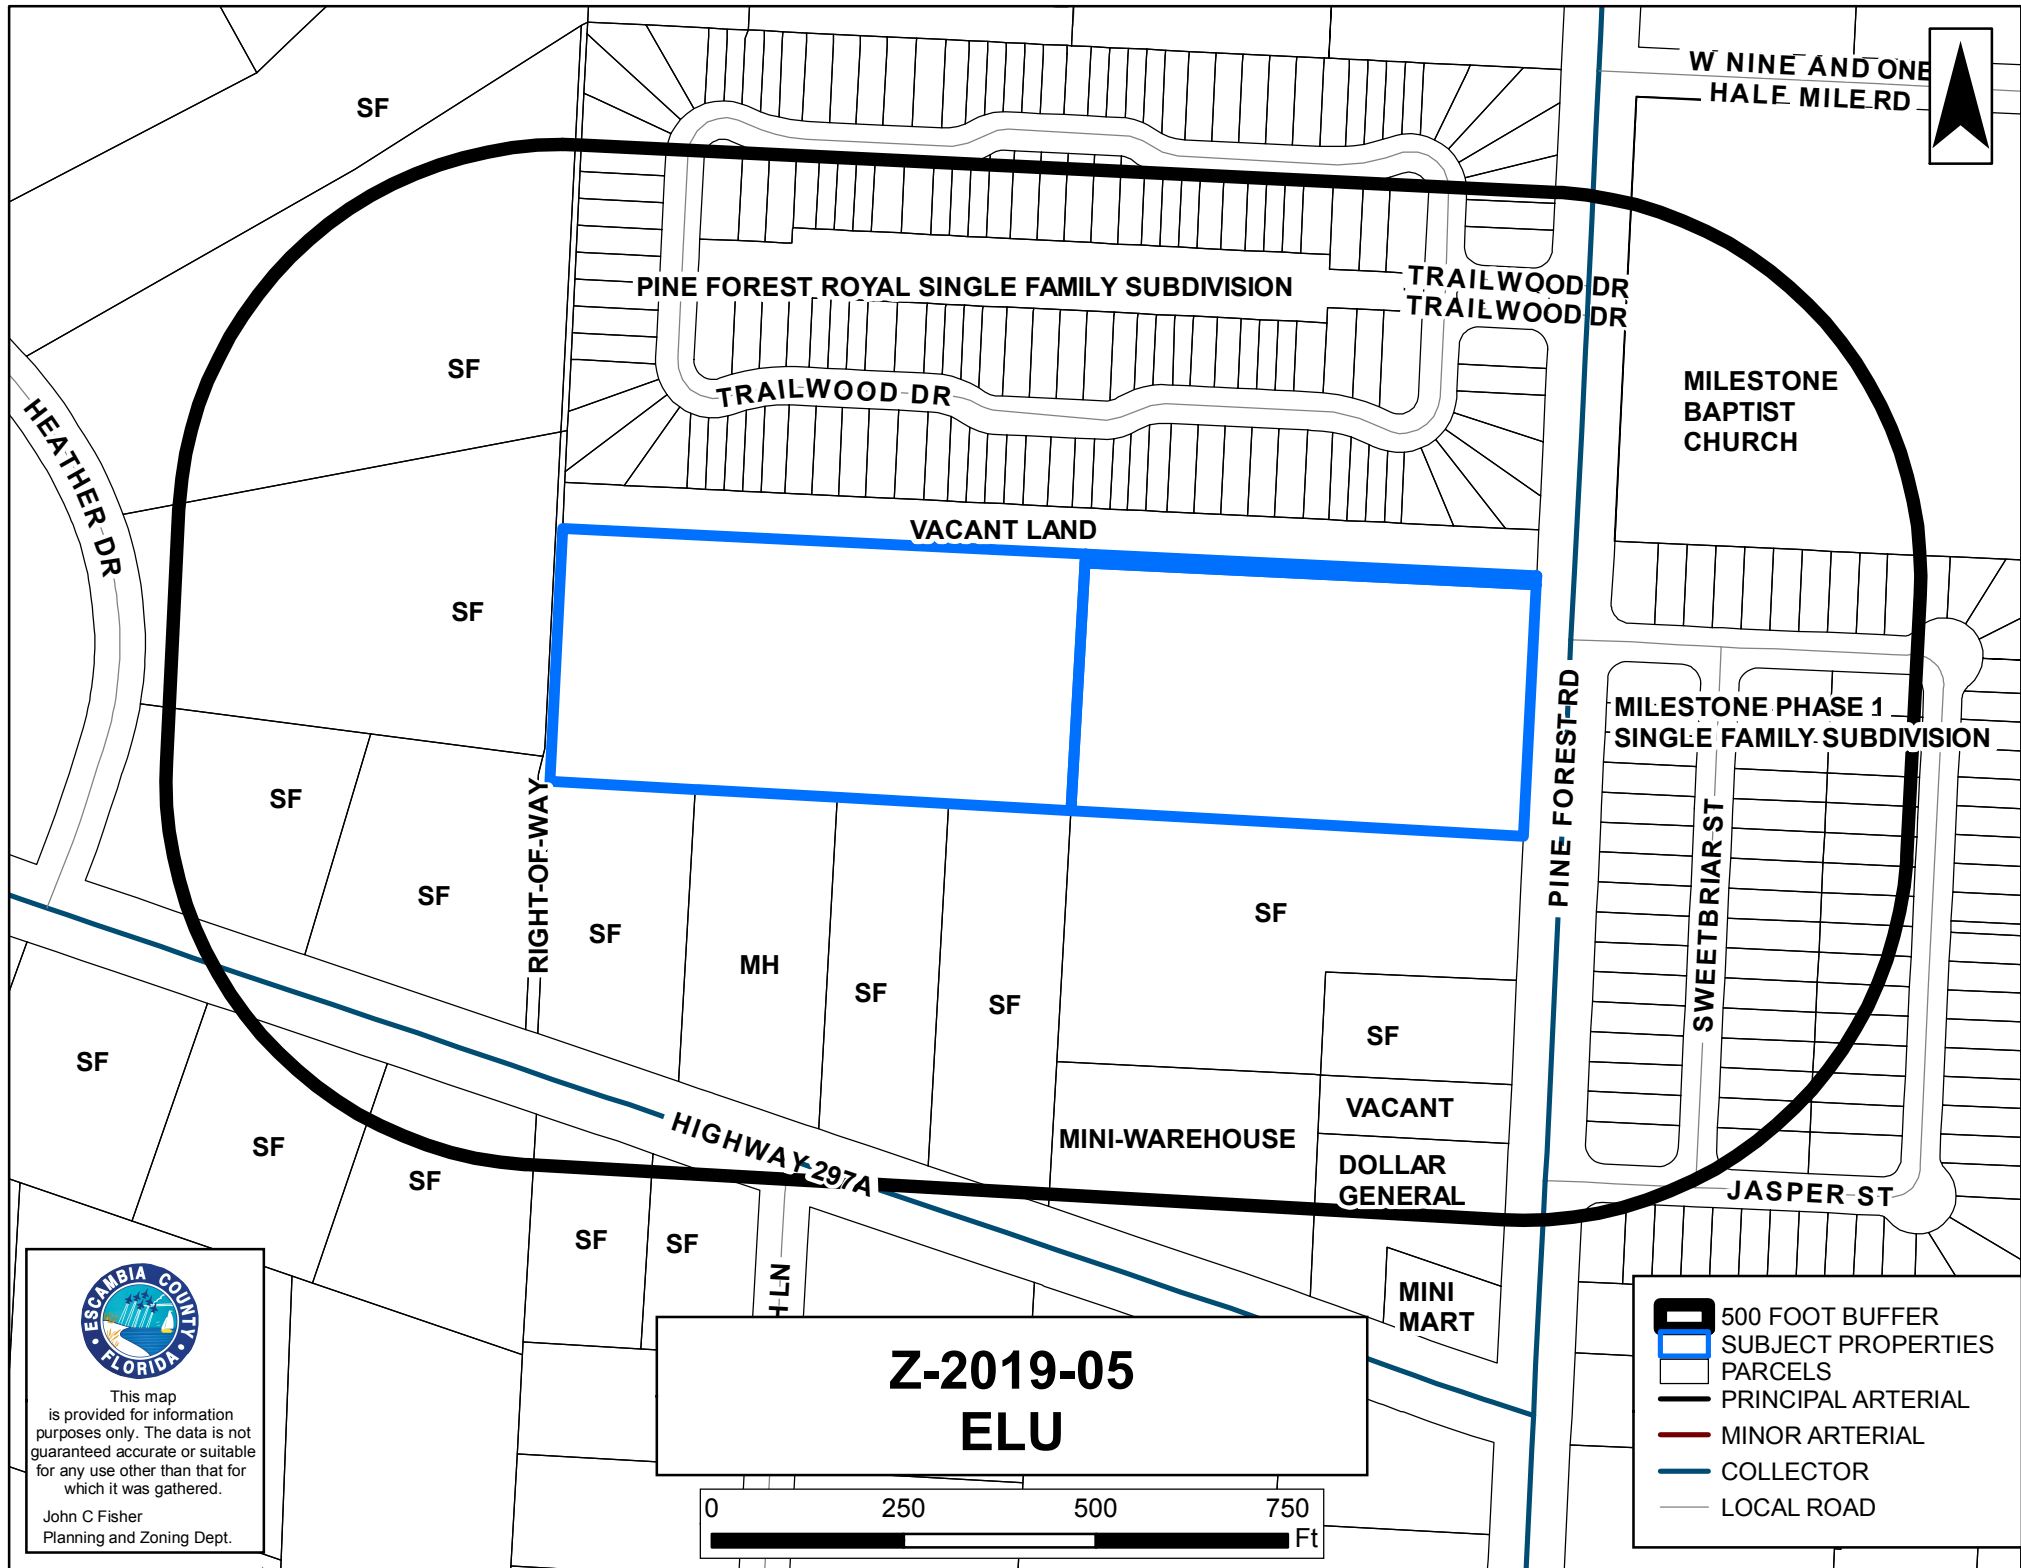 W NINE AND ONE
HALF MILE RD
SF
PINE FOREST ROYAL SINGLE FAMILY SUBDIVISION
TRAILWOOD DR
TRAILWOOD DR
SF
TRAILWOOD DR
MILESTONE
BAPTIST
CHURCH
HEATHER DR
VACANT LAND
SF
PINE FOREST RD
MILESTONE PHASE 1
SINGLE FAMILY SUBDIVISION
SF
RIGHT-OF-WAY
SWEETBRIAR ST
SF
SF
SF
MH
SF
SF
SF
SF
SF
VACANT
MINI-WAREHOUSE
HIGHWAY 297A
SF
SF
DOLLAR
GENERAL
JASPER ST
SF
SF
H LN
MINI
MART
ESCAMBIA COUNTY
FLORIDA
This map
is provided for information
purposes only. The data is not
guaranteed accurate or suitable
for any use other than that for
which it was gathered.
John C Fisher
Planning and Zoning Dept.
Z-2019-05
ELU
0 250 500 750
Ft
500 FOOT BUFFER
SUBJECT PROPERTIES
PARCELS
PRINCIPAL ARTERIAL
MINOR ARTERIAL
COLLECTOR
LOCAL ROAD